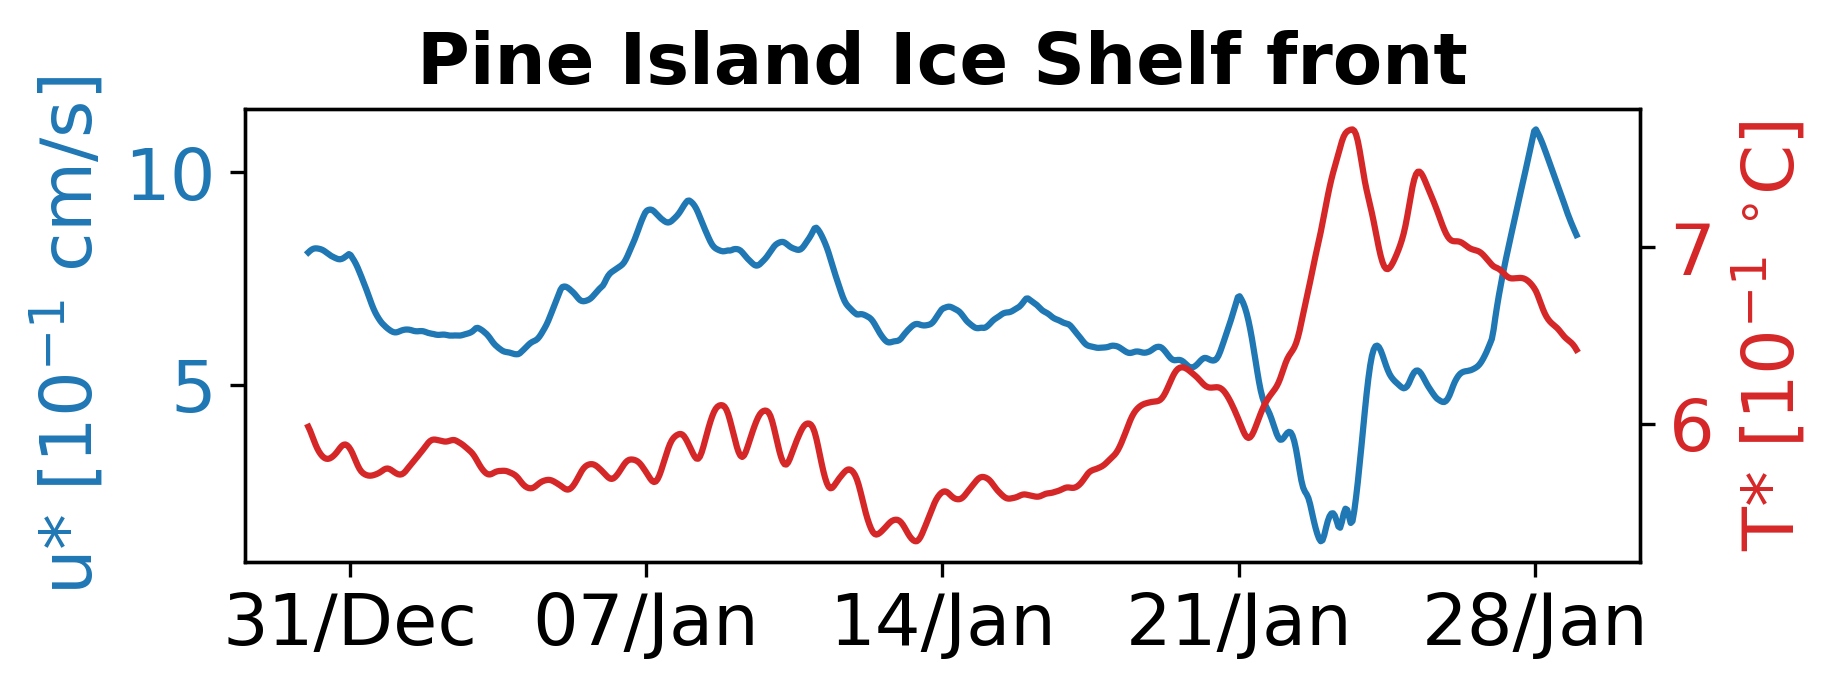 Pine Island Ice Shelf front
u* [10⁻¹ cm/s]
10
5
7
6
T* [10⁻¹ °C]
31/Dec 07/Jan 14/Jan 21/Jan 28/Jan